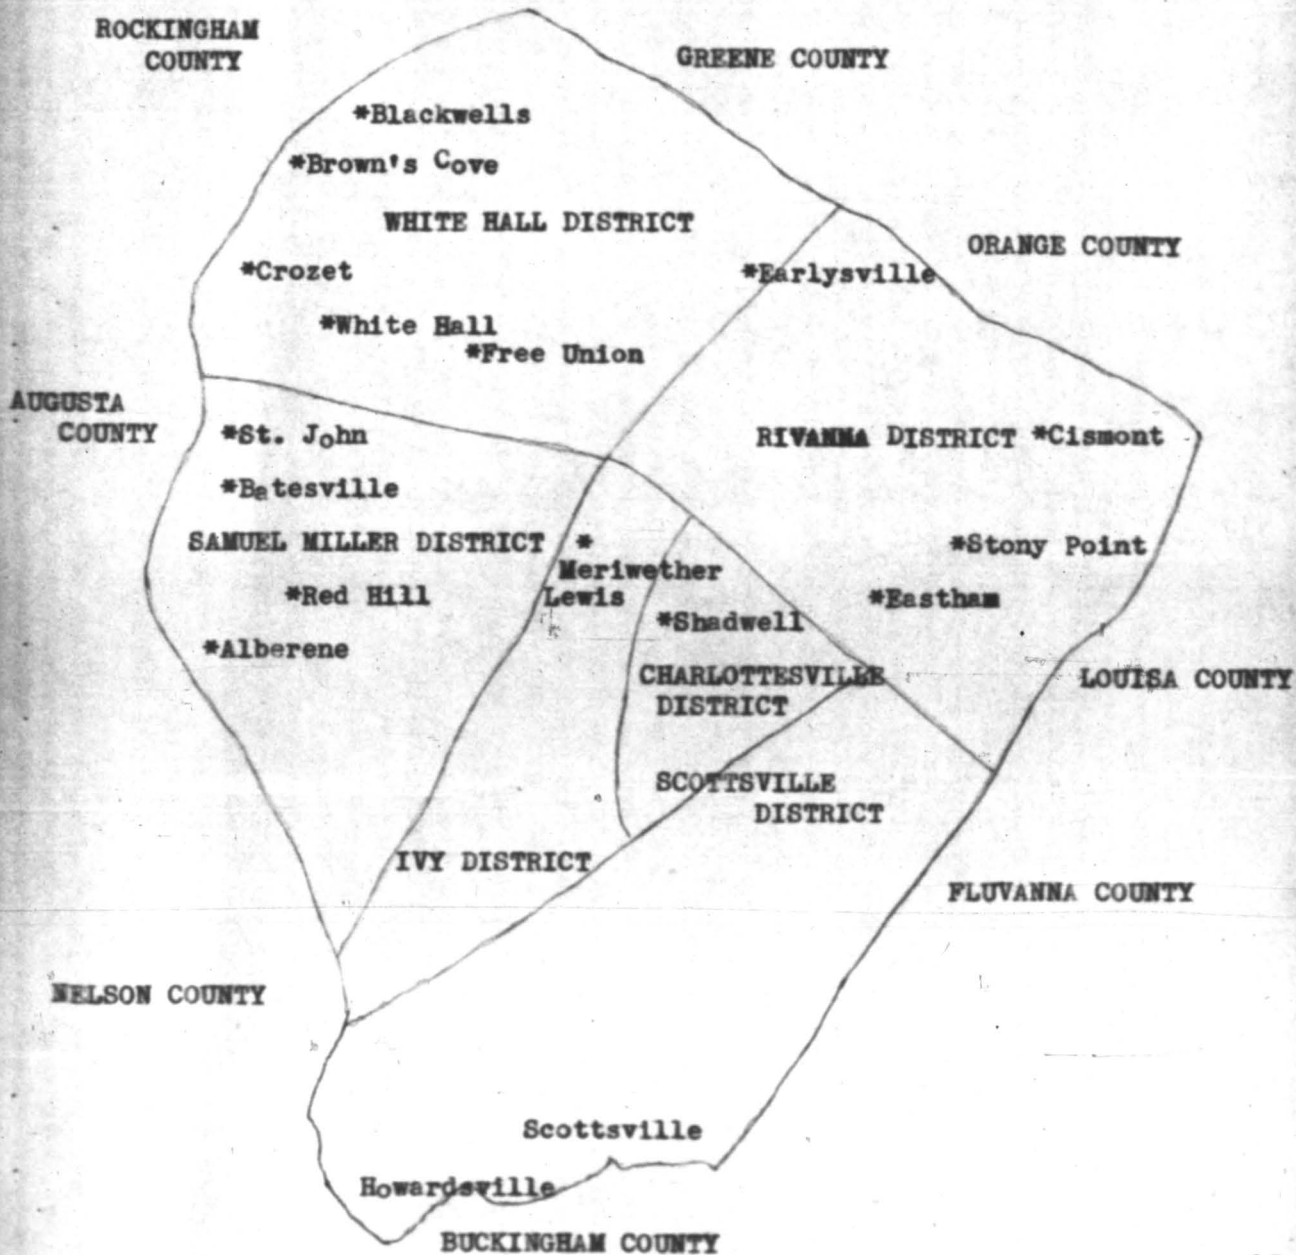 ROCKINGHAM
COUNTY
GREENE COUNTY
*Blackwells
*Brown's Cove
WHITE HALL DISTRICT
ORANGE COUNTY
*Crozet
*Earlysville
*White Hall
*Free Union
AUGUSTA
COUNTY
*St. John
RIVANNA DISTRICT *Cismont
*Batesville
SAMUEL MILLER DISTRICT
*
Meriwether
Lewis
*Stony Point
*Red Hill
*Eastham
*Shadwell
*Alberene
CHARLOTTESVILLE
DISTRICT
LOUISA COUNTY
SCOTTSVILLE
DISTRICT
IVY DISTRICT
FLUVANNA COUNTY
NELSON COUNTY
Scottsville
Howardsville
BUCKINGHAM COUNTY